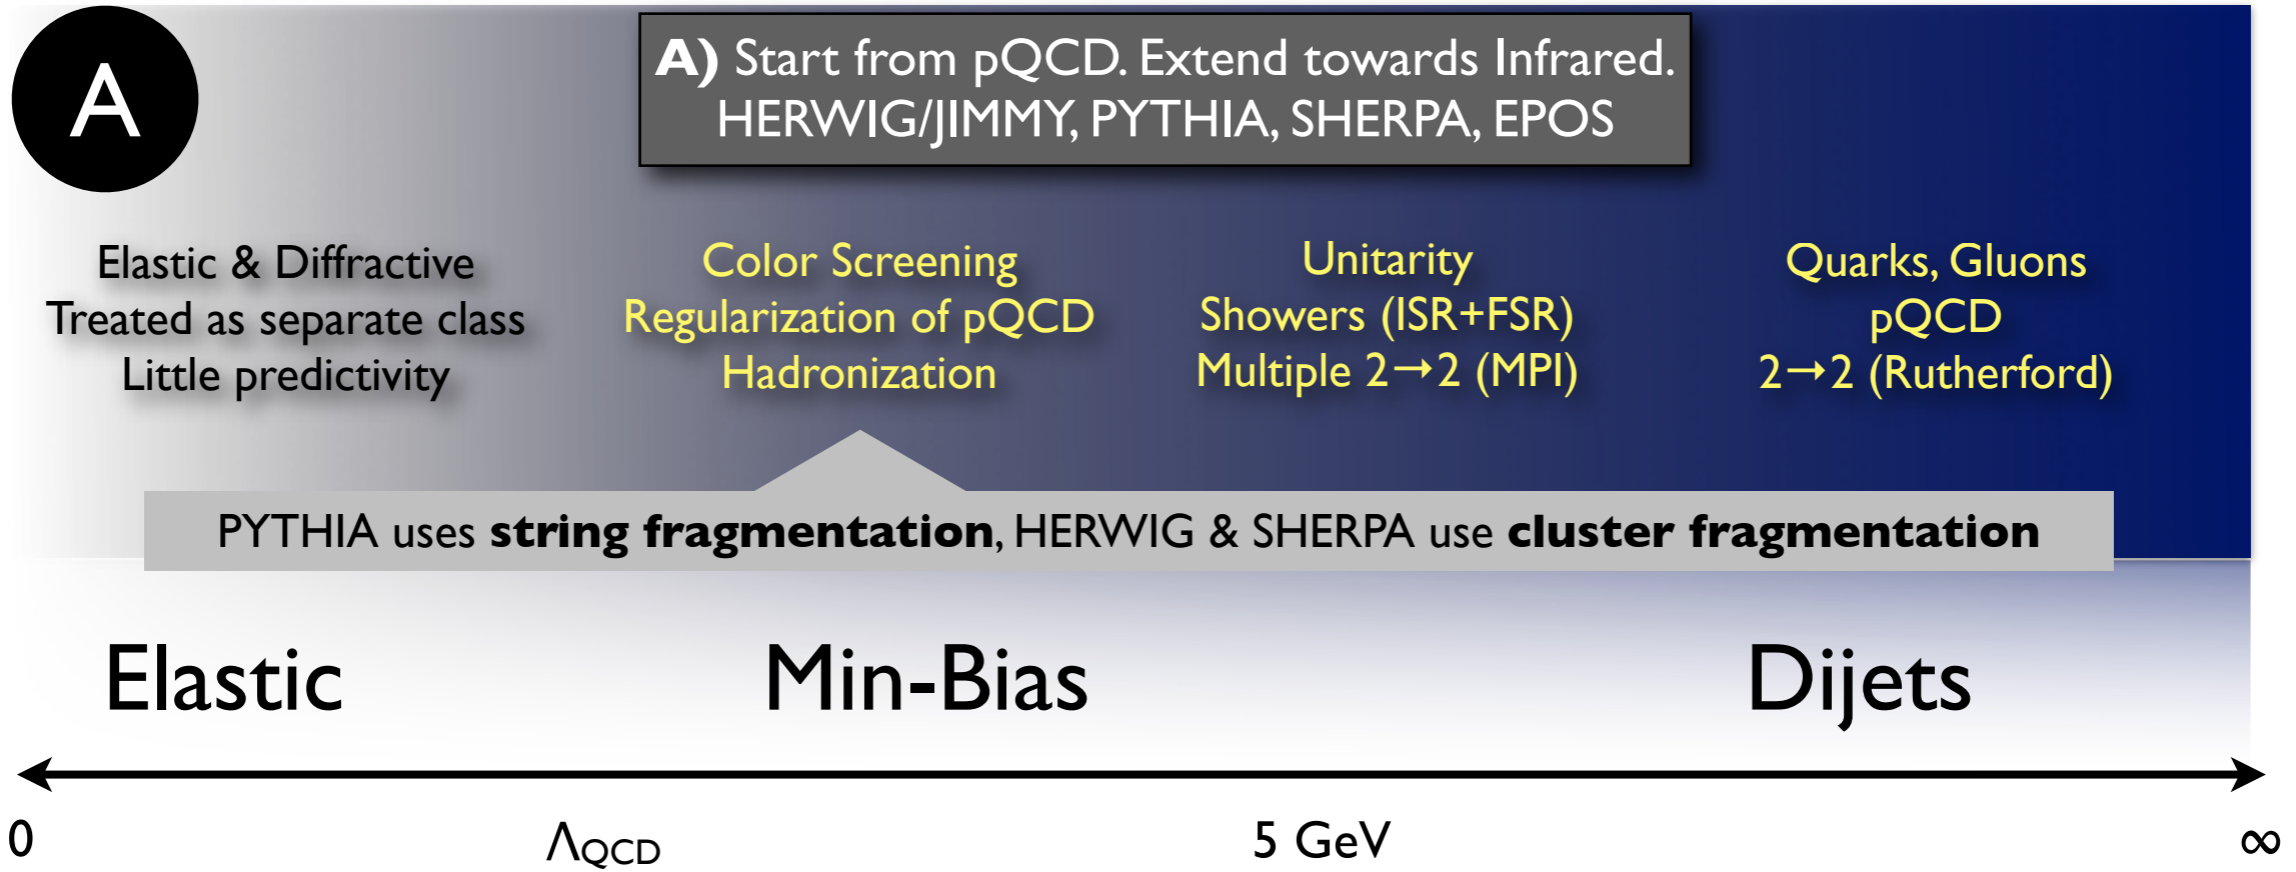 A
A) Start from pQCD. Extend towards Infrared.
HERWIG/JIMMY, PYTHIA, SHERPA, EPOS
Elastic & Diffractive
Treated as separate class
Little predictivity
Color Screening
Regularization of pQCD
Hadronization
Unitarity
Showers (ISR+FSR)
Multiple 2→2 (MPI)
Quarks, Gluons
pQCD
2→2 (Rutherford)
PYTHIA uses string fragmentation, HERWIG & SHERPA use cluster fragmentation
Elastic
Min-Bias
Dijets
0
ΛQCD
5 GeV
∞